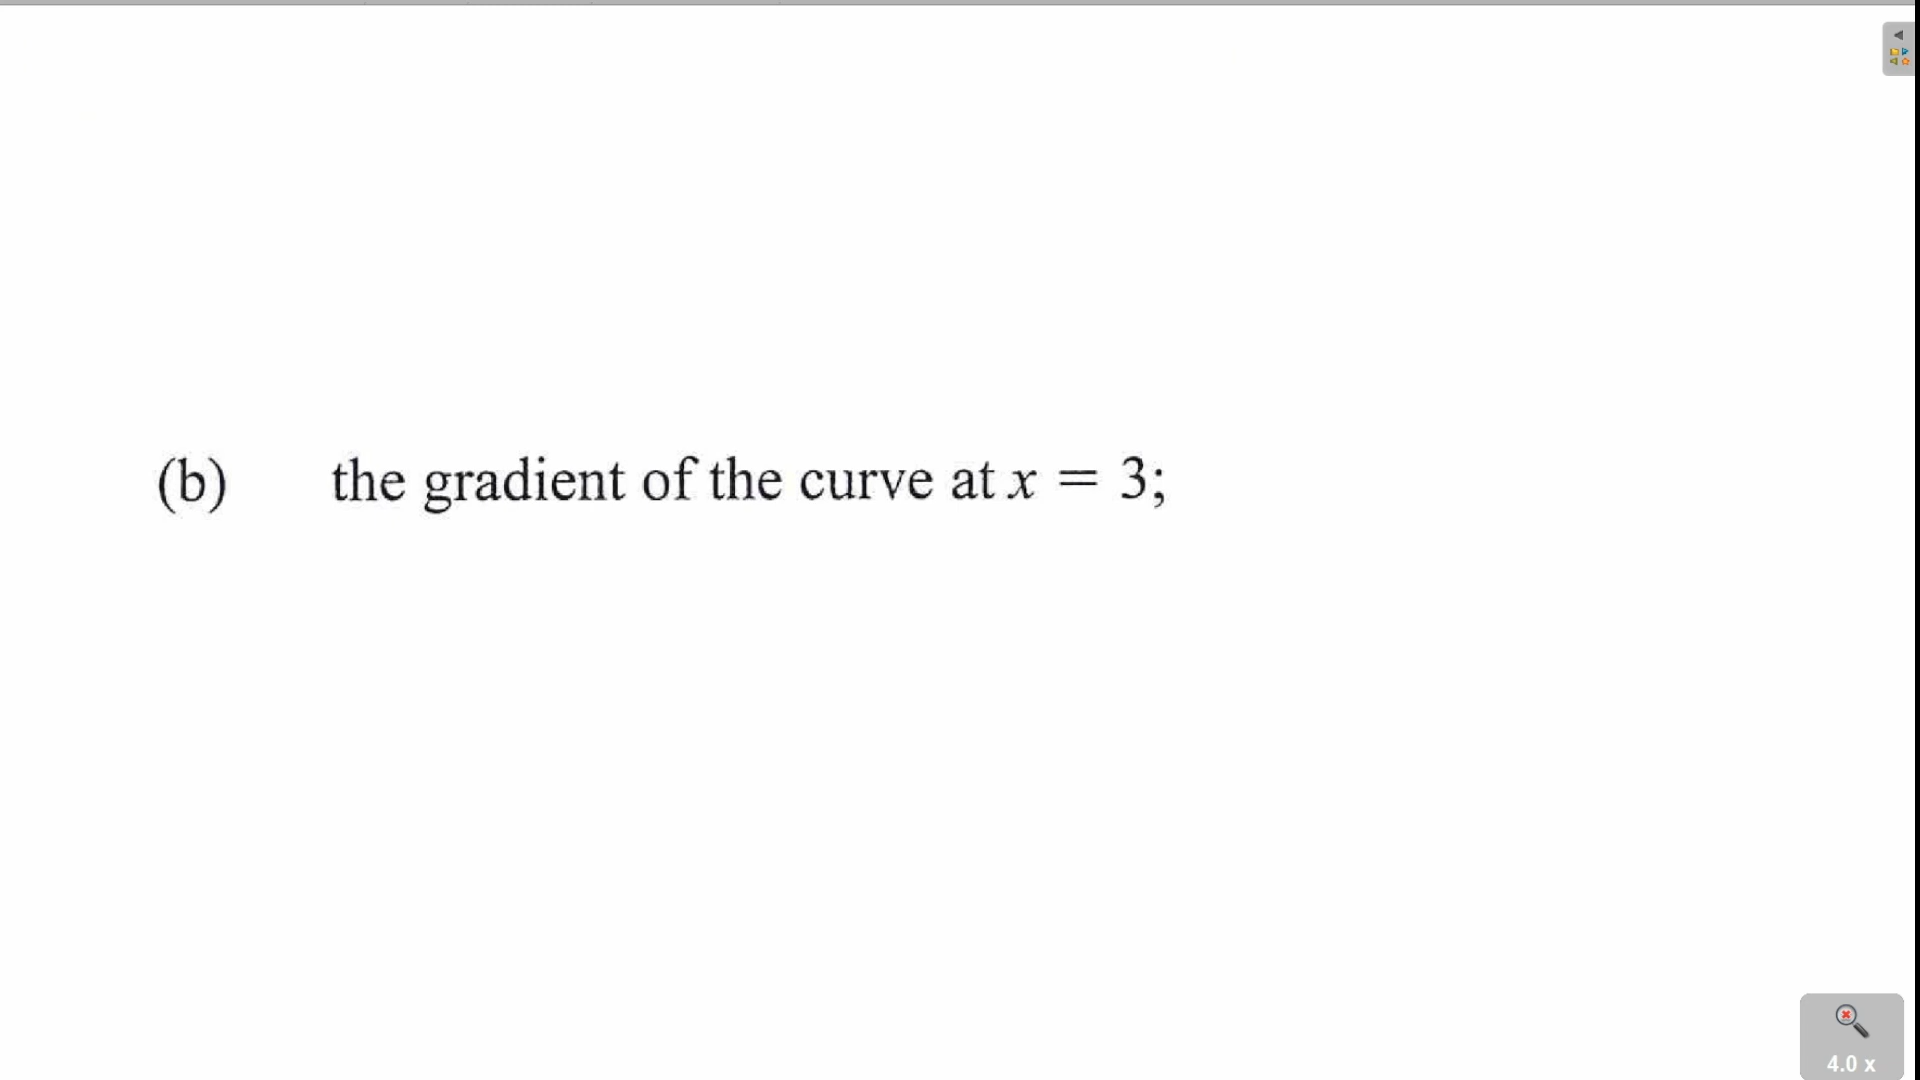 (b) the gradient of the curve at x = 3;
4.0 x